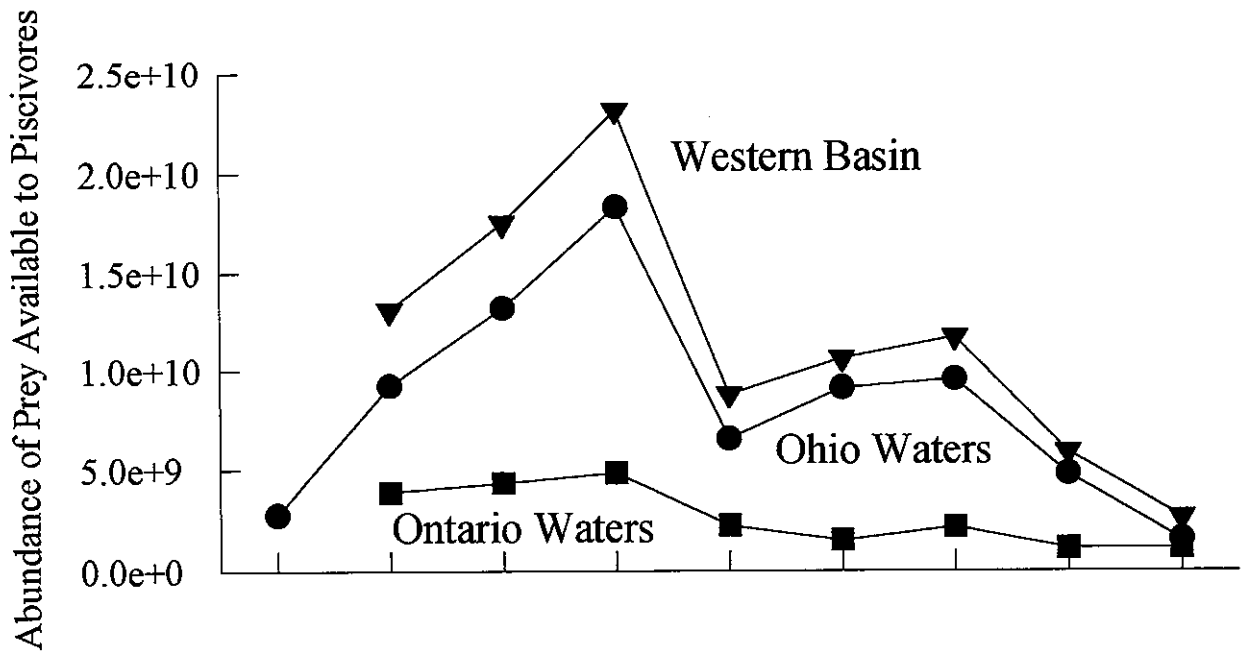 Abundance of Prey Available to Piscivores
2.5e+10
2.0e+10
1.5e+10
1.0e+10
5.0e+9
0.0e+0
Western Basin
Ohio Waters
Ontario Waters